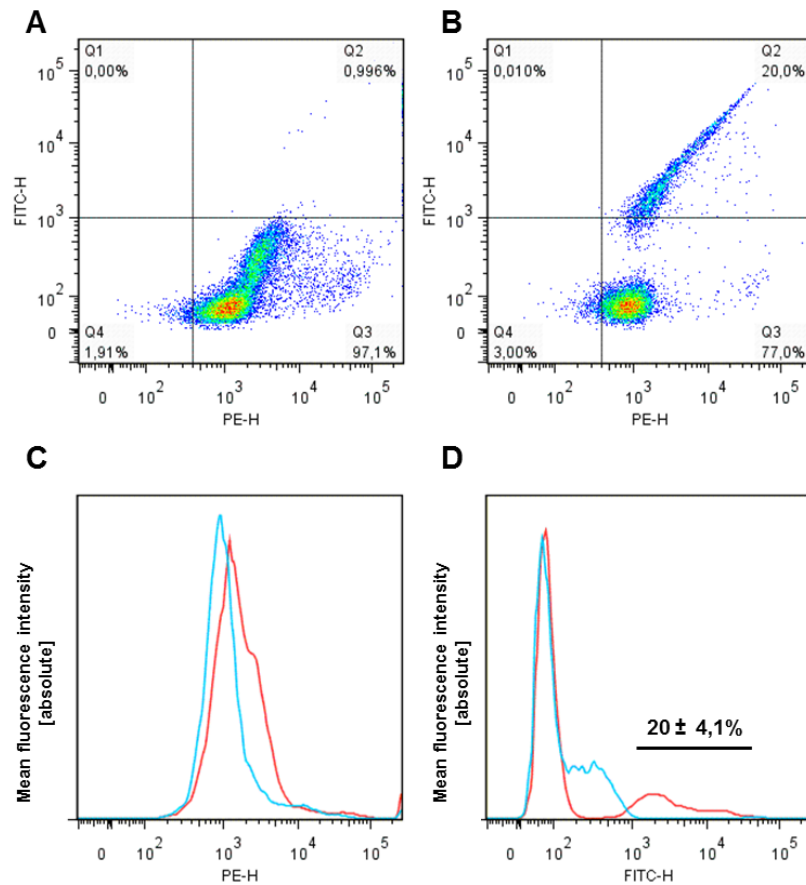 A
Q1
0,00%
Q2
0,996%
10^5
10^4
10^3
10^2
0
FITC-H
Q4
1,91%
Q3
97,1%
0 10^2 10^3 10^4 10^5
PE-H
B
Q1
0,010%
Q2
20,0%
10^5
10^4
10^3
10^2
0
FITC-H
Q4
3,00%
Q3
77,0%
0 10^2 10^3 10^4 10^5
PE-H
C
Mean fluorescence intensity
[absolute]
0 10^2 10^3 10^4 10^5
PE-H
D
Mean fluorescence intensity
[absolute]
20 ± 4,1%
0 10^2 10^3 10^4 10^5
FITC-H